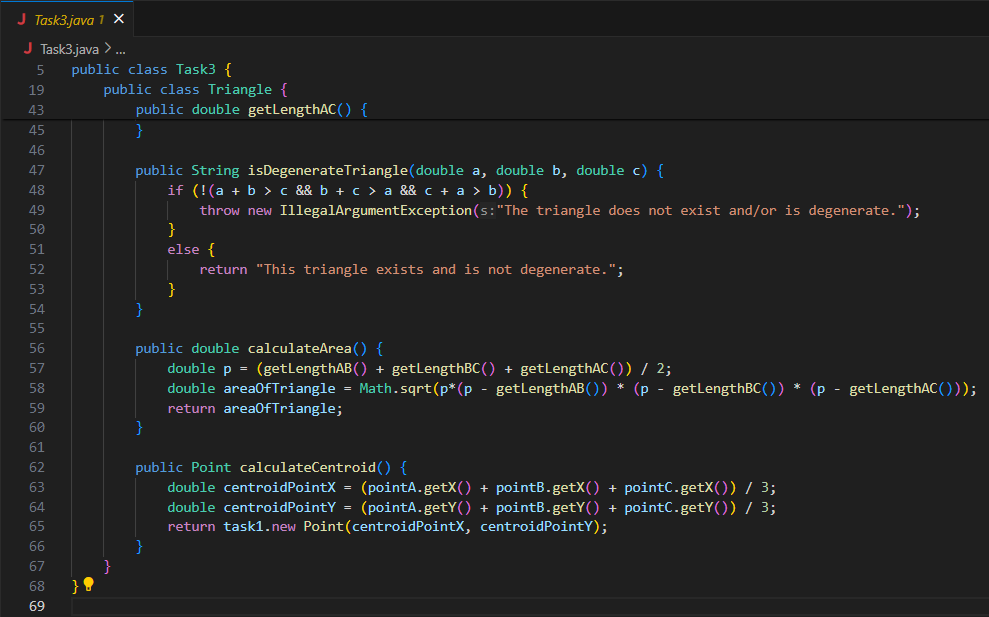 J Task3.java 1 ×
J Task3.java > ...
5 public class Task3 {
19     public class Triangle {
43         public double getLengthAC() {
45         }
46
47         public String isDegenerateTriangle(double a, double b, double c) {
48             if (!(a + b > c && b + c > a && c + a > b)) {
49                 throw new IllegalArgumentException(s:"The triangle does not exist and/or is degenerate.");
50             }
51             else {
52                 return "This triangle exists and is not degenerate.";
53             }
54         }
55
56         public double calculateArea() {
57             double p = (getLengthAB() + getLengthBC() + getLengthAC()) / 2;
58             double areaOfTriangle = Math.sqrt(p*(p - getLengthAB()) * (p - getLengthBC()) * (p - getLengthAC()));
59             return areaOfTriangle;
60         }
61
62         public Point calculateCentroid() {
63             double centroidPointX = (pointA.getX() + pointB.getX() + pointC.getX()) / 3;
64             double centroidPointY = (pointA.getY() + pointB.getY() + pointC.getY()) / 3;
65             return task1.new Point(centroidPointX, centroidPointY);
66         }
67     }
68 }
69